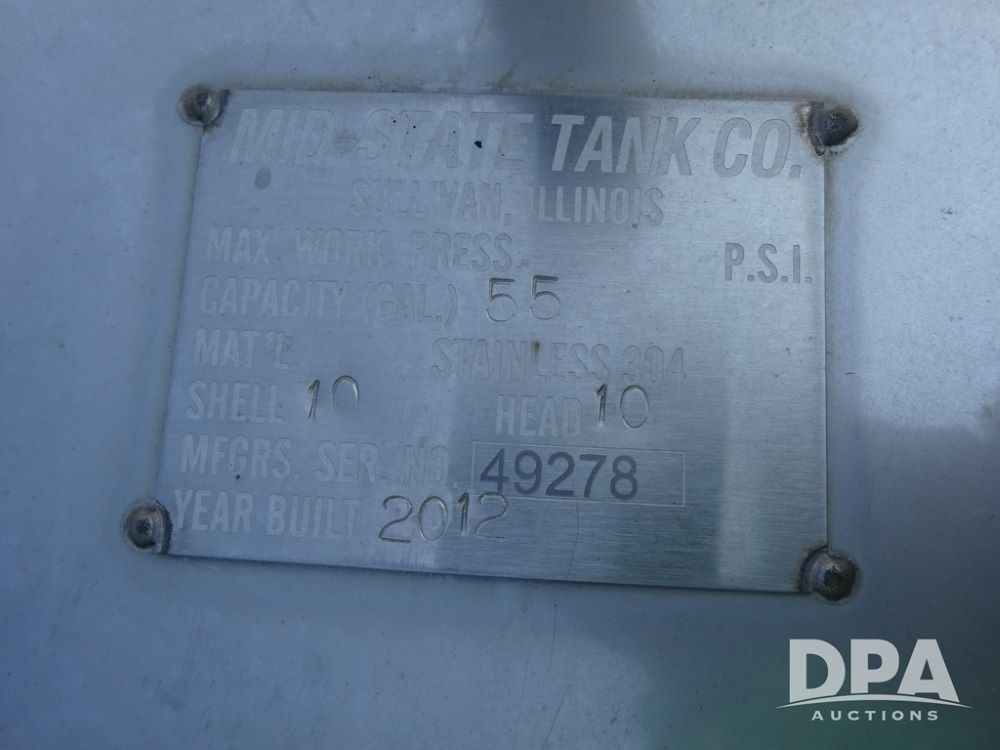 MID-STATE TANK CO.
SULLIVAN, ILLINOIS
MAX. WORK. PRESS. P.S.I.
CAPACITY (GAL.) 55
MAT'L. STAINLESS 304
SHELL 10 HEAD 10
MFGRS. SER. NO. 49278
YEAR BUILT 2012
DPA
AUCTIONS